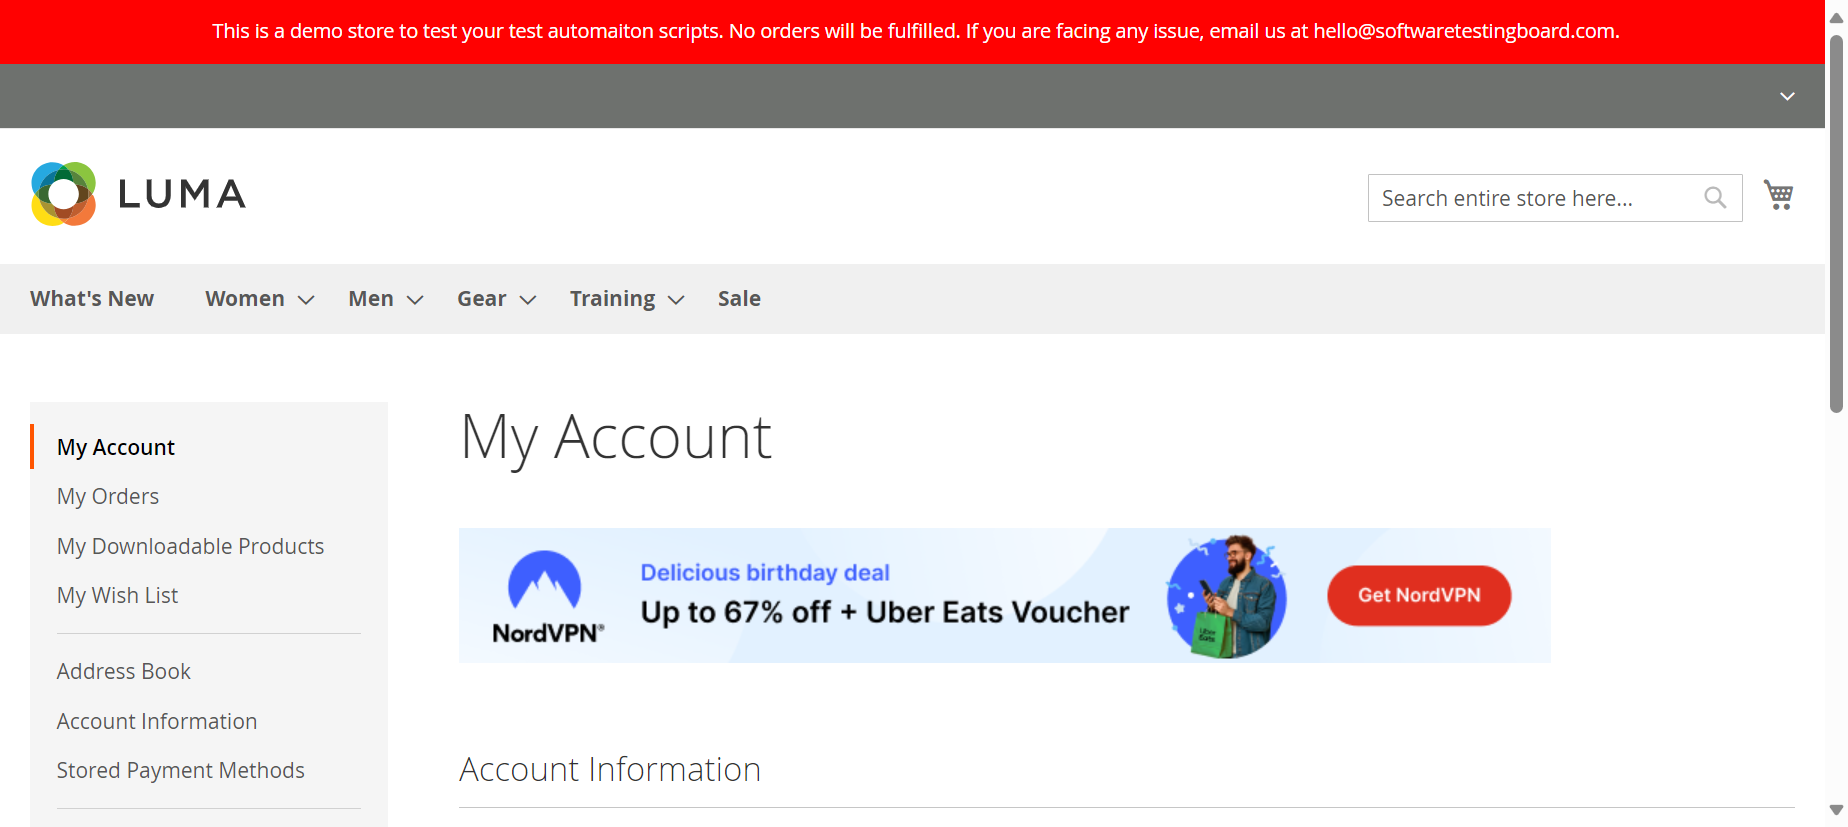 This is a demo store to test your test automaiton scripts. No orders will be fulfilled. If you are facing any issue, email us at hello@softwaretestingboard.com.
LUMA
Search entire store here...
What's New Women Men Gear Training Sale
My Account
My Orders
My Downloadable Products
My Wish List
Address Book
Account Information
Stored Payment Methods
My Account
NordVPN®
Delicious birthday deal
Up to 67% off + Uber Eats Voucher
Uber
Eats
Get NordVPN
Account Information